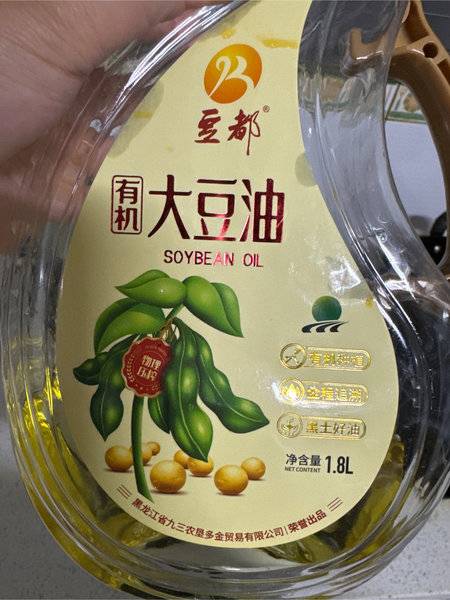 豆都®
有机
大豆油
SOYBEAN OIL
物理
压榨
有机种植
全程追溯
黑土好油
净含量
NET CONTENT
1.8L
黑龙江省九三农垦多金贸易有限公司 | 荣誉出品